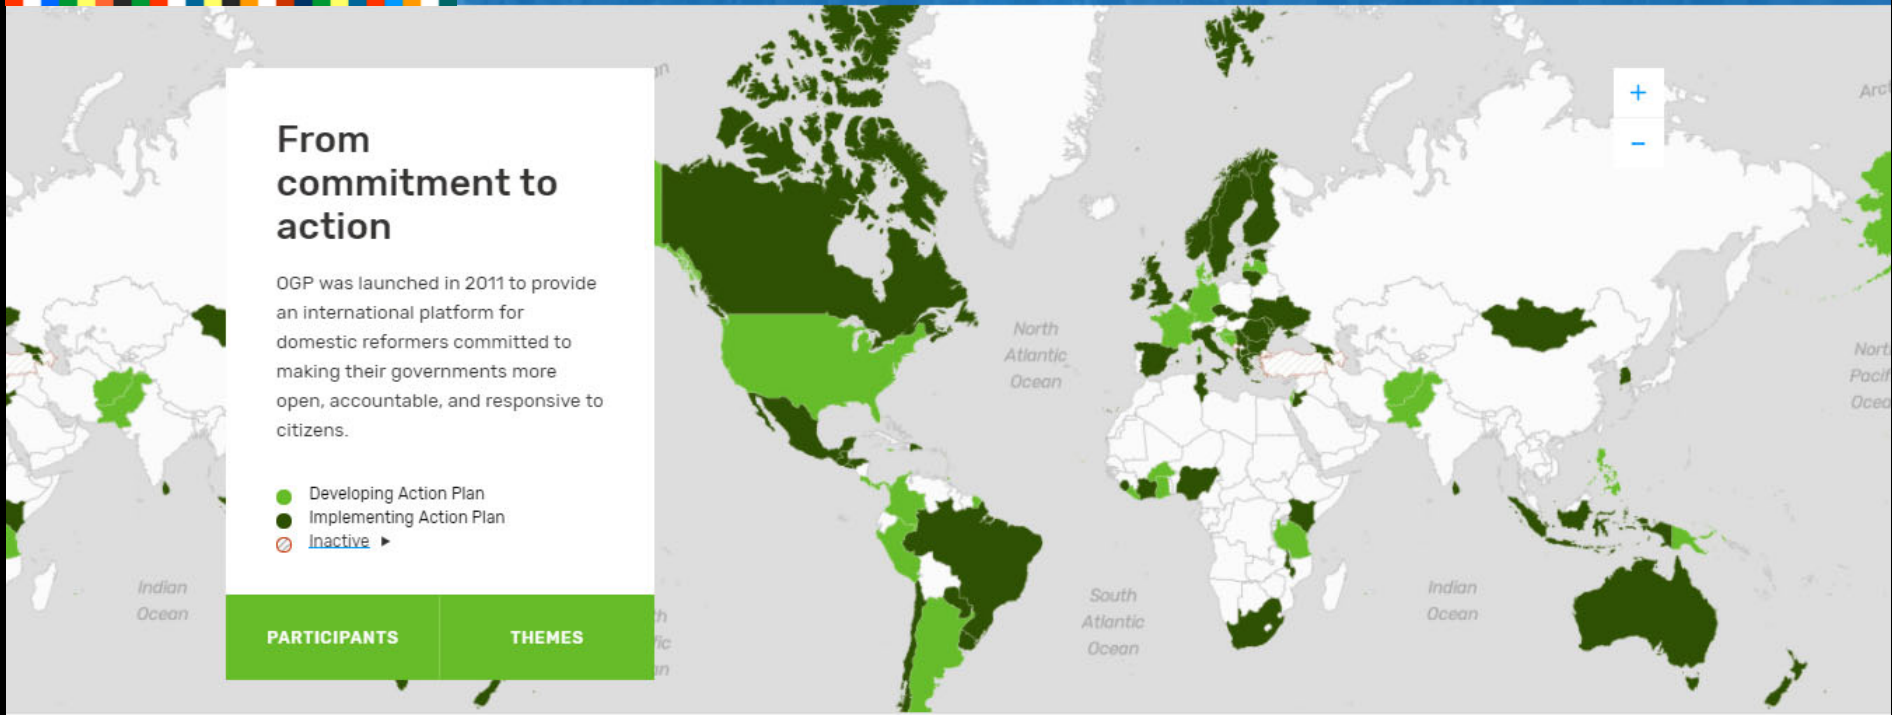 From
commitment to
action
OGP was launched in 2011 to provide
an international platform for
domestic reformers committed to
making their governments more
open, accountable, and responsive to
citizens.
Developing Action Plan
Implementing Action Plan
Inactive ▶
PARTICIPANTS
THEMES
+
−
North
Atlantic
Ocean
South
Atlantic
Ocean
Indian
Ocean
Indian
Ocean